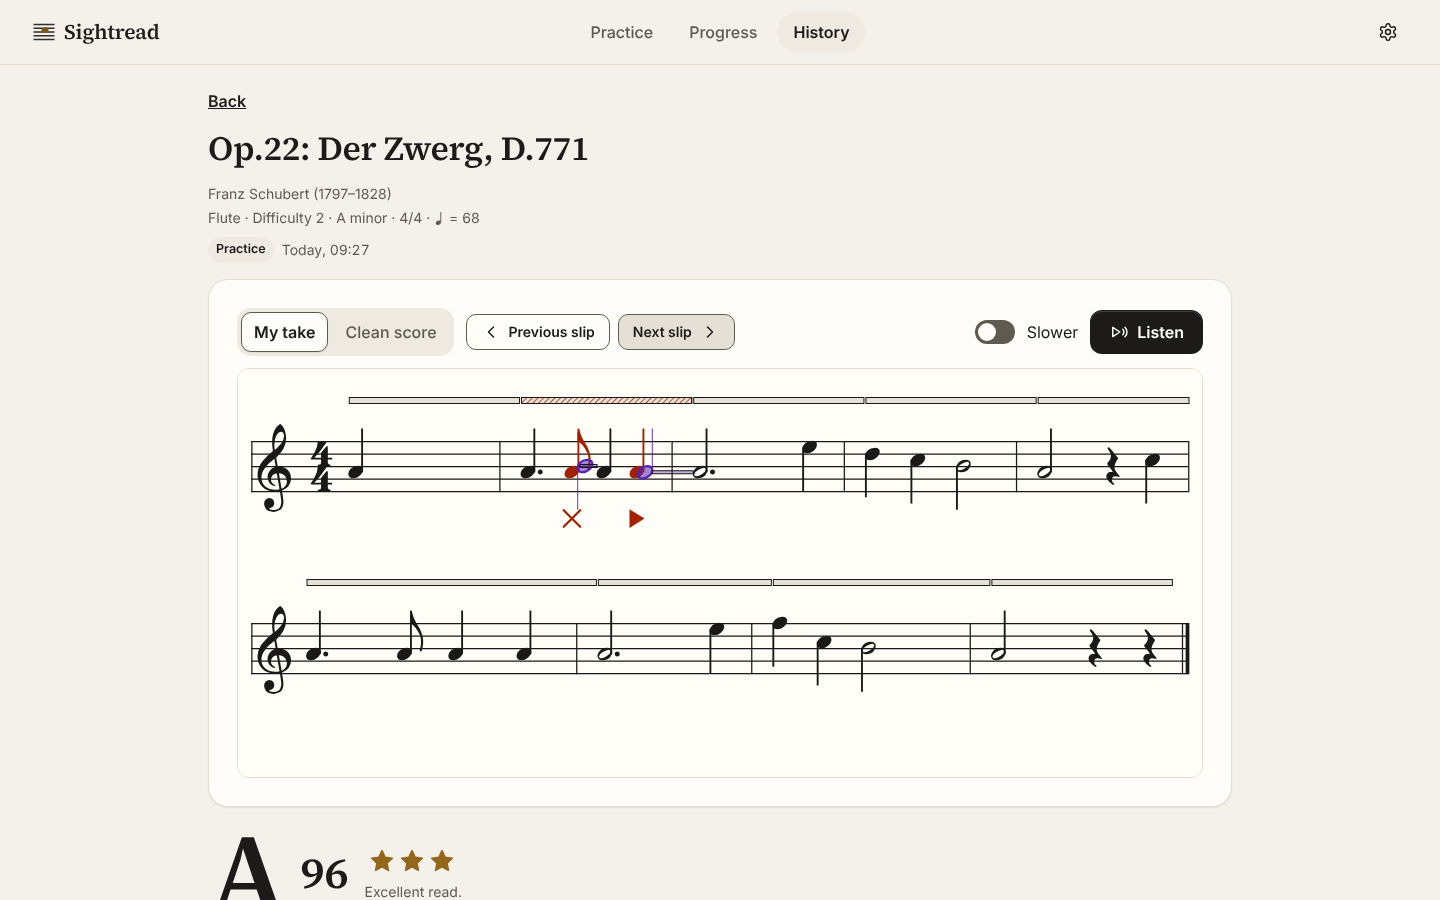 Sightread
Practice
Progress
History
Back
Op.22: Der Zwerg, D.771
Franz Schubert (1797–1828)
Flute · Difficulty 2 · A minor · 4/4 · ♩ = 68
Practice
Today, 09:27
My take
Clean score
Previous slip
Next slip
Slower
Listen
4
4
A
96
Excellent read.